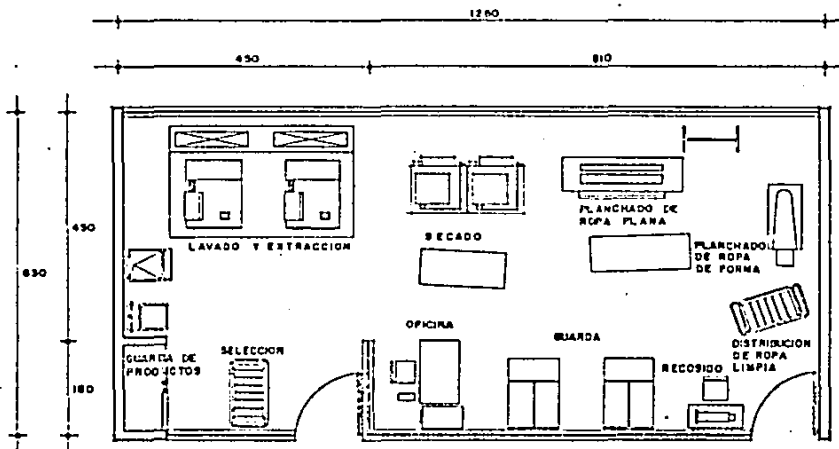 1260
450
810
450
630
180
LAVADO Y EXTRACCION
SECADO
PLANCHADO DE
ROPA PLANA
PLANCHADO
DE ROPA
DE FORMA
OFICINA
GUARDA
DISTRIBUCION
DE ROPA
LIMPIA
GUARDA DE
PRODUCTOS
SELECCION
RECOSIDO